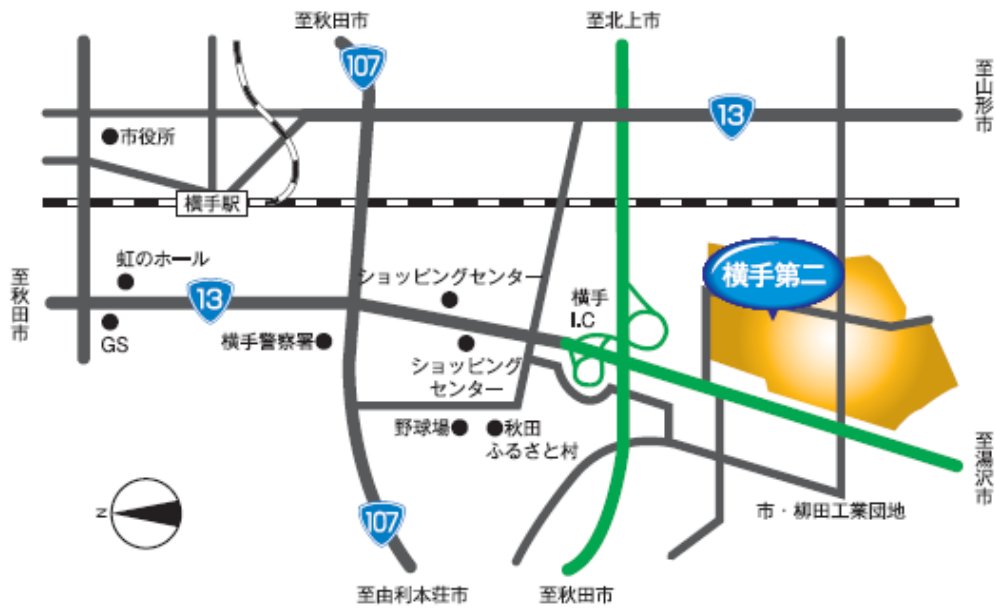 至秋田市
至北上市
107
至山形市
13
市役所
横手駅
虹のホール
ショッピングセンター
横手第二
至秋田市
13
横手
I.C
GS
横手警察署
ショッピング
センター
野球場
秋田
ふるさと村
至湯沢市
N
107
市・柳田工業団地
至由利本荘市
至秋田市